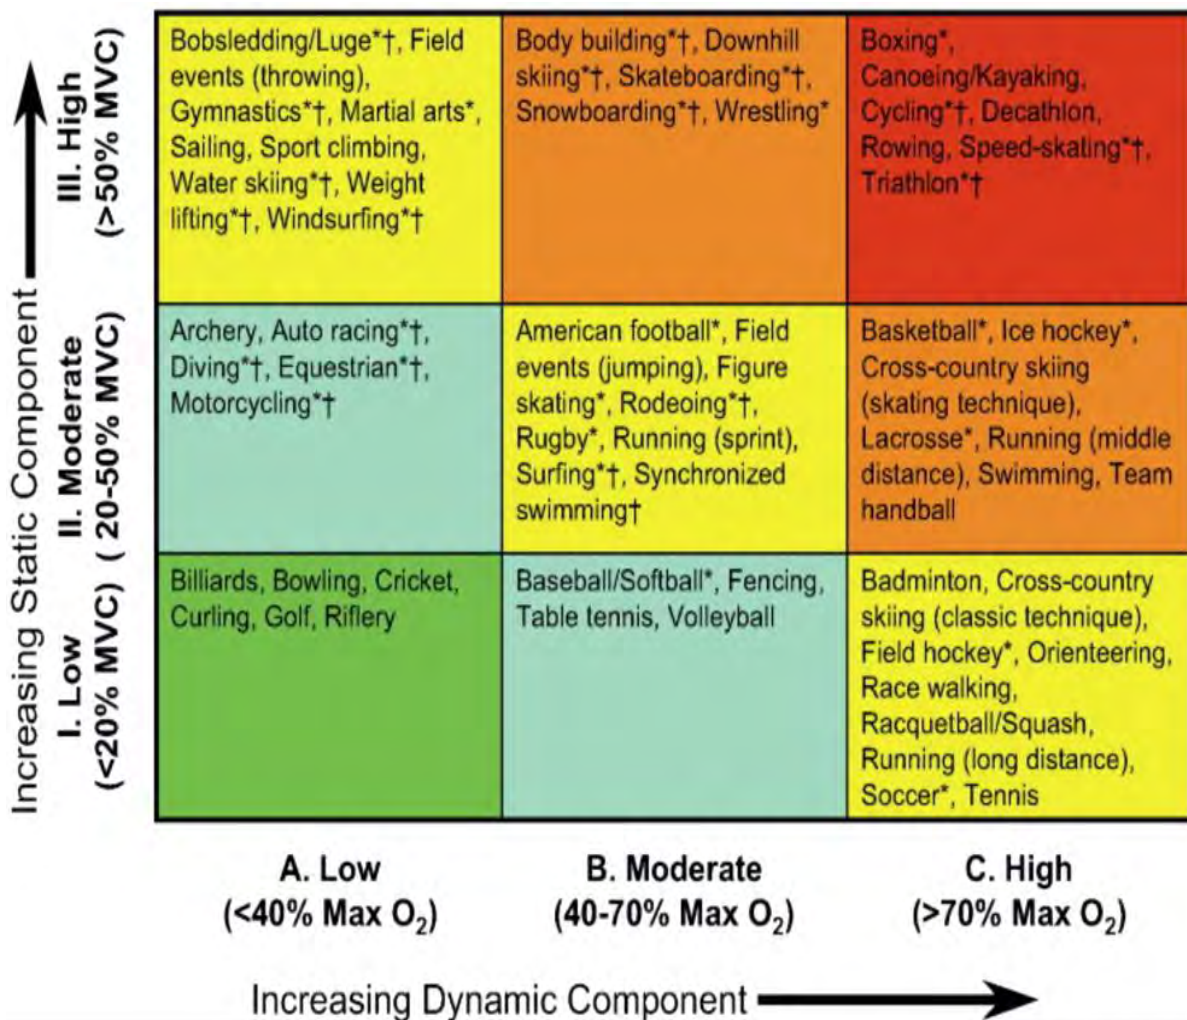 Increasing Static Component
III. High
(>50% MVC)
Bobsledding/Luge*†, Field
events (throwing),
Gymnastics*†, Martial arts*,
Sailing, Sport climbing,
Water skiing*†, Weight
lifting*†, Windsurfing*†
Body building*†, Downhill
skiing*†, Skateboarding*†,
Snowboarding*†, Wrestling*
Boxing*,
Canoeing/Kayaking,
Cycling*†, Decathlon,
Rowing, Speed-skating*†,
Triathlon*†
II. Moderate
( 20-50% MVC)
Archery, Auto racing*†,
Diving*†, Equestrian*†,
Motorcycling*†
American football*, Field
events (jumping), Figure
skating*, Rodeoing*†,
Rugby*, Running (sprint),
Surfing*†, Synchronized
swimming†
Basketball*, Ice hockey*,
Cross-country skiing
(skating technique),
Lacrosse*, Running (middle
distance), Swimming, Team
handball
I. Low
(<20% MVC)
Billiards, Bowling, Cricket,
Curling, Golf, Riflery
Baseball/Softball*, Fencing,
Table tennis, Volleyball
Badminton, Cross-country
skiing (classic technique),
Field hockey*, Orienteering,
Race walking,
Racquetball/Squash,
Running (long distance),
Soccer*, Tennis
A. Low
(<40% Max O₂)
B. Moderate
(40-70% Max O₂)
C. High
(>70% Max O₂)
Increasing Dynamic Component